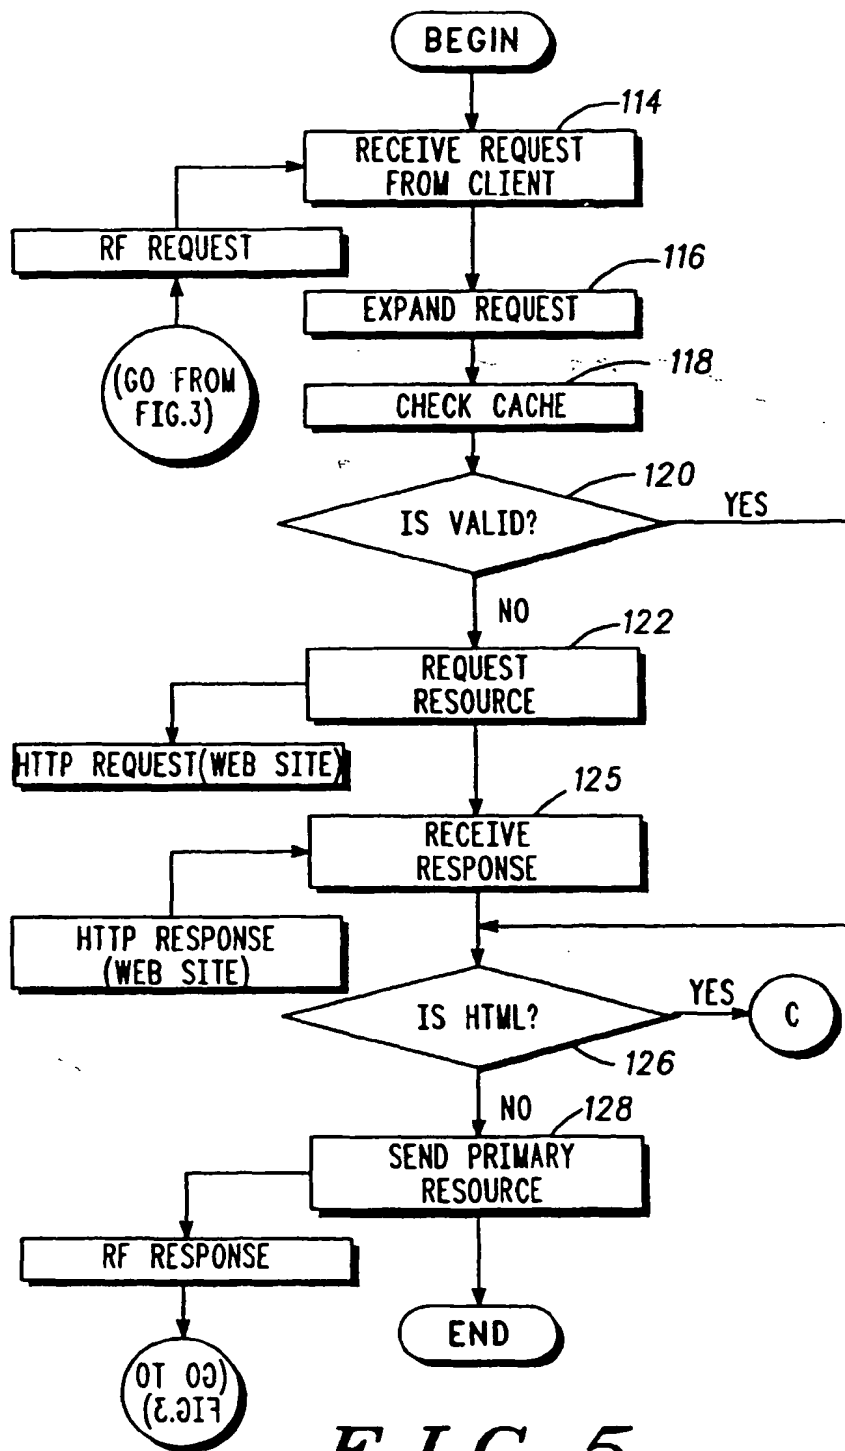 BEGIN
114
RECEIVE REQUEST
FROM CLIENT
RF REQUEST
116
EXPAND REQUEST
(GO FROM
FIG.3)
118
CHECK CACHE
120
IS VALID?
YES
NO
122
REQUEST
RESOURCE
HTTP REQUEST(WEB SITE)
125
RECEIVE
RESPONSE
HTTP RESPONSE
(WEB SITE)
IS HTML?
YES
C
126
NO
128
SEND PRIMARY
RESOURCE
RF RESPONSE
END
(GO TO
FIG.3)
FIG. 5